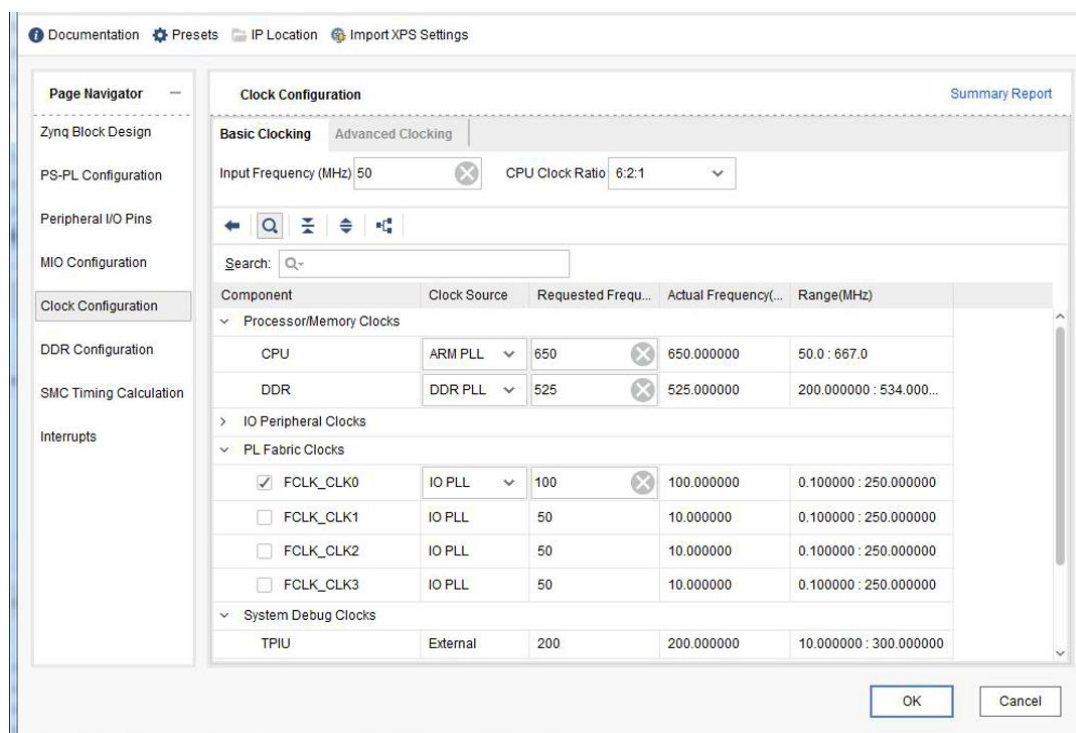 Documentation Presets IP Location Import XPS Settings
Page Navigator
Zynq Block Design
PS-PL Configuration
Peripheral I/O Pins
MIO Configuration
Clock Configuration
DDR Configuration
SMC Timing Calculation
Interrupts
Clock Configuration Summary Report
Basic Clocking Advanced Clocking
Input Frequency (MHz) 50 CPU Clock Ratio 6:2:1
Search:
Component Clock Source Requested Frequ... Actual Frequency(... Range(MHz)
Processor/Memory Clocks
CPU ARM PLL 650 650.000000 50.0 : 667.0
DDR DDR PLL 525 525.000000 200.000000 : 534.000...
IO Peripheral Clocks
PL Fabric Clocks
FCLK_CLK0 IO PLL 100 100.000000 0.100000 : 250.000000
FCLK_CLK1 IO PLL 50 10.000000 0.100000 : 250.000000
FCLK_CLK2 IO PLL 50 10.000000 0.100000 : 250.000000
FCLK_CLK3 IO PLL 50 10.000000 0.100000 : 250.000000
System Debug Clocks
TPIU External 200 200.000000 10.000000 : 300.000000
OK Cancel